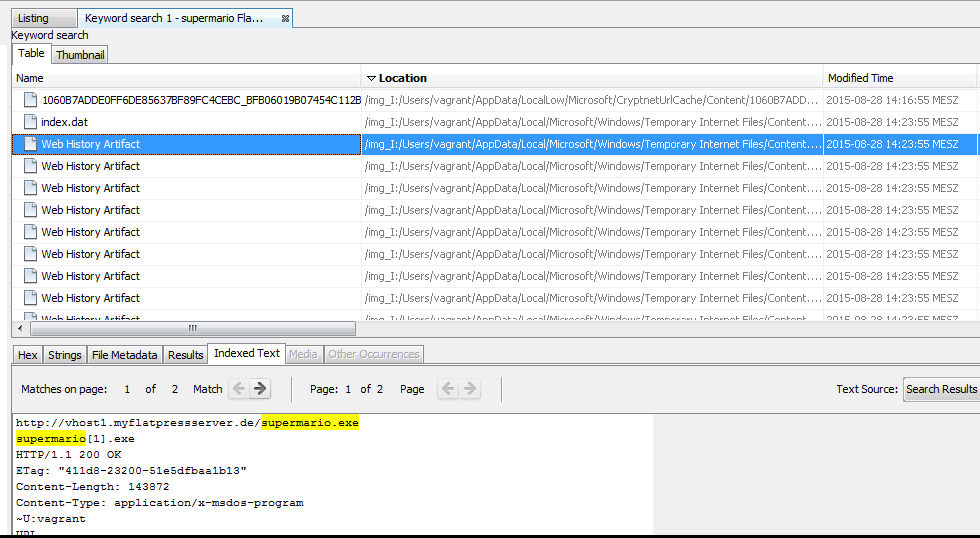 Listing Keyword search 1 - supermario Fla...
Keyword search
Table Thumbnail
Name Location Modified Time
1060B7ADDE0FF6DE85637BF89FC4CEBC_BFB06019B07454C112B /img_I:/Users/vagrant/AppData/LocalLow/Microsoft/CryptnetUrlCache/Content/1060B7ADD... 2015-08-28 14:16:55 MESZ
index.dat /img_I:/Users/vagrant/AppData/Local/Microsoft/Windows/Temporary Internet Files/Content.... 2015-08-28 14:23:55 MESZ
Web History Artifact /img_I:/Users/vagrant/AppData/Local/Microsoft/Windows/Temporary Internet Files/Content.... 2015-08-28 14:23:55 MESZ
Web History Artifact /img_I:/Users/vagrant/AppData/Local/Microsoft/Windows/Temporary Internet Files/Content.... 2015-08-28 14:23:55 MESZ
Web History Artifact /img_I:/Users/vagrant/AppData/Local/Microsoft/Windows/Temporary Internet Files/Content.... 2015-08-28 14:23:55 MESZ
Web History Artifact /img_I:/Users/vagrant/AppData/Local/Microsoft/Windows/Temporary Internet Files/Content.... 2015-08-28 14:23:55 MESZ
Web History Artifact /img_I:/Users/vagrant/AppData/Local/Microsoft/Windows/Temporary Internet Files/Content.... 2015-08-28 14:23:55 MESZ
Web History Artifact /img_I:/Users/vagrant/AppData/Local/Microsoft/Windows/Temporary Internet Files/Content.... 2015-08-28 14:23:55 MESZ
Web History Artifact /img_I:/Users/vagrant/AppData/Local/Microsoft/Windows/Temporary Internet Files/Content.... 2015-08-28 14:23:55 MESZ
Web History Artifact /img_I:/Users/vagrant/AppData/Local/Microsoft/Windows/Temporary Internet Files/Content.... 2015-08-28 14:23:55 MESZ
Web History Artifact /img_I:/Users/vagrant/AppData/Local/Microsoft/Windows/Temporary Internet Files/Content.... 2015-08-28 14:23:55 MESZ
Hex Strings File Metadata Results Indexed Text Media Other Occurrences
Matches on page: 1 of 2 Match Page: 1 of 2 Page Text Source: Search Results
http://vhost1.myflatpressserver.de/supermario.exe
supermario[1].exe
HTTP/1.1 200 OK
ETag: "411d8-23200-51e5dfbaa1b13"
Content-Length: 143872
Content-Type: application/x-msdos-program
~U:vagrant
URL